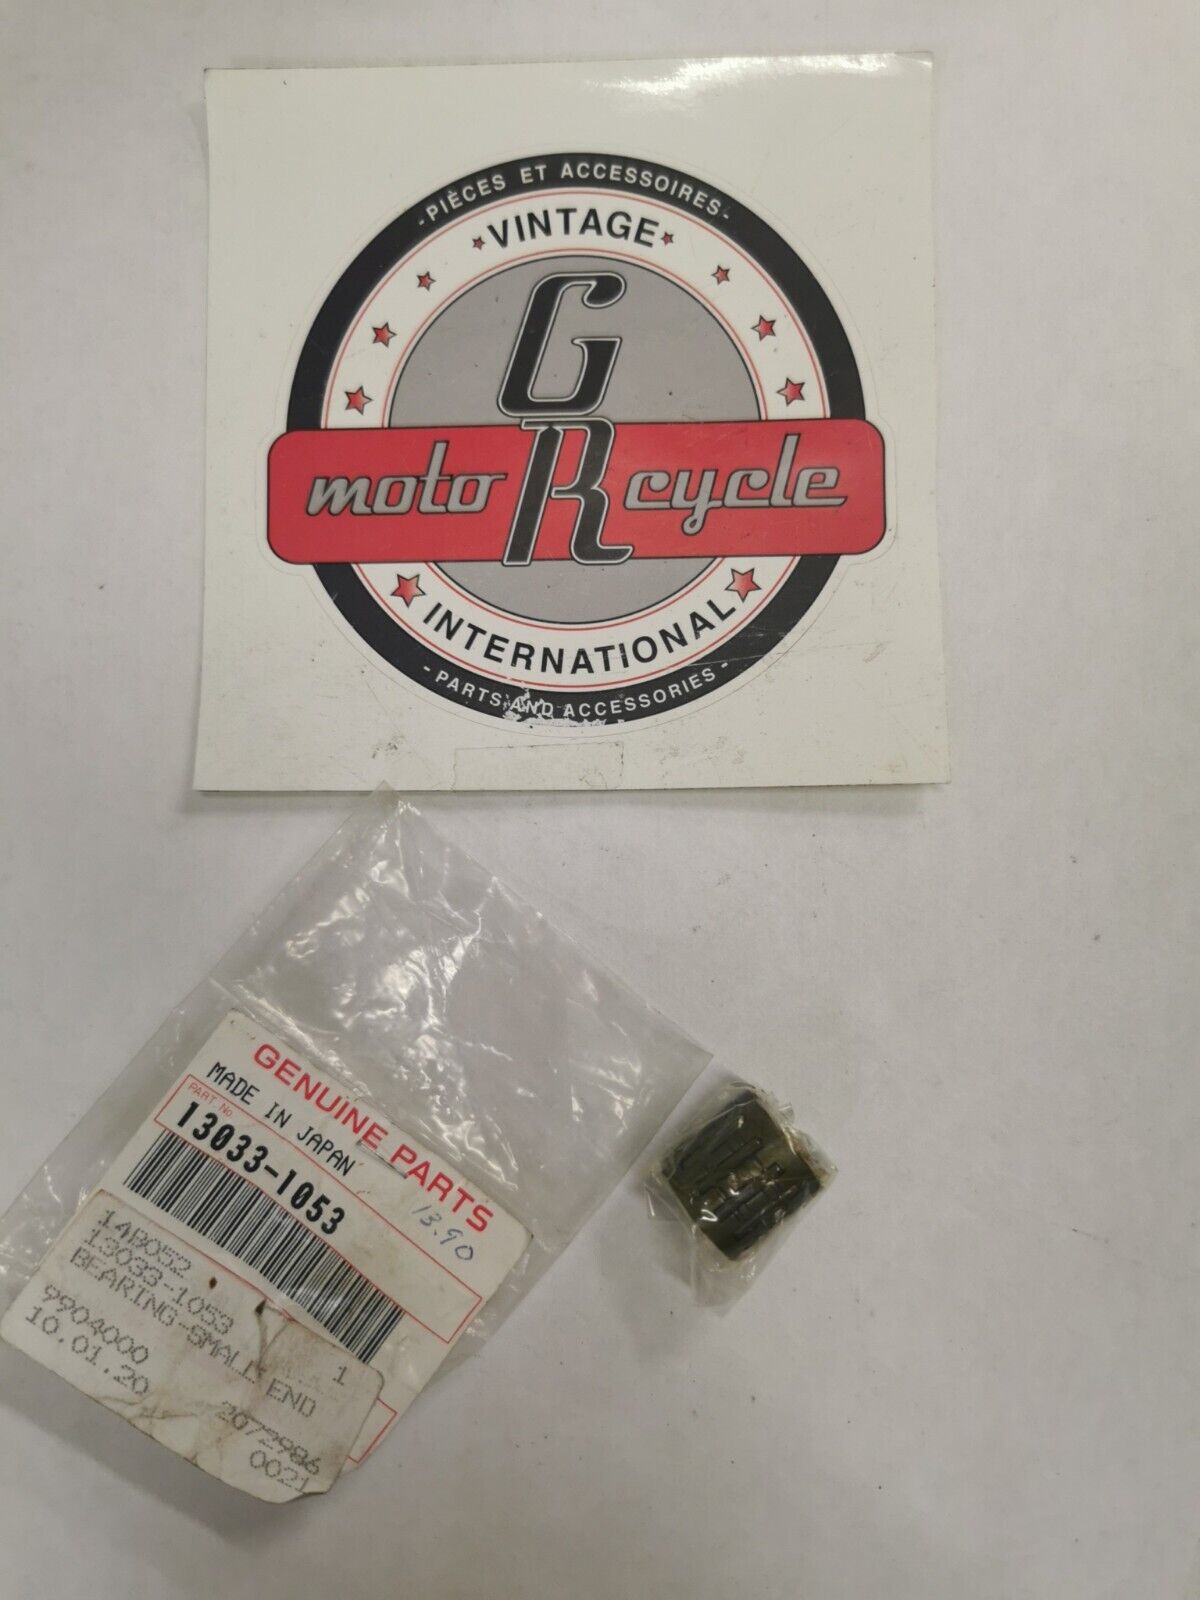 - PIÈCES ET ACCESSOIRES -
VINTAGE
GR
moto cycle
INTERNATIONAL
- PARTS AND ACCESSORIES -
GENUINE PARTS
MADE IN JAPAN
PART No.
13033-1053
13.90
14B052
13033-1053 1
BEARING-SMALL END
9904000 2072986
10.01.20 0021